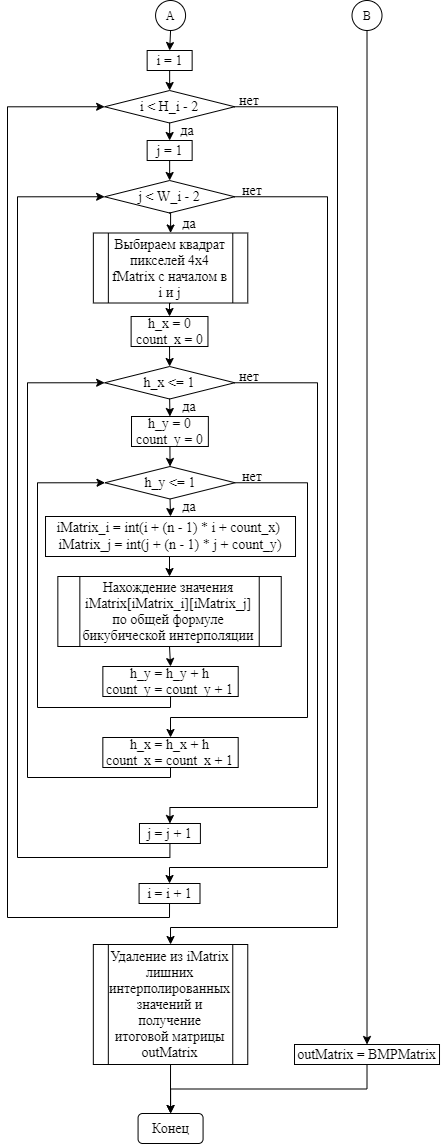 A
B
i = 1
i < H_i - 2
нет
да
j = 1
j < W_i - 2
нет
да
Выбираем квадрат
пикселей 4x4
fMatrix с началом в
i и j
h_x = 0
count_x = 0
h_x <= 1
нет
да
h_y = 0
count_y = 0
h_y <= 1
нет
да
iMatrix_i = int(i + (n - 1) * i + count_x)
iMatrix_j = int(j + (n - 1) * j + count_y)
Нахождение значения
iMatrix[iMatrix_i][iMatrix_j]
по общей формуле
бикубической интерполяции
h_y = h_y + h
count_y = count_y + 1
h_x = h_x + h
count_x = count_x + 1
j = j + 1
i = i + 1
Удаление из iMatrix
лишних
интерполированных
значений и
получение
итоговой матрицы
outMatrix
outMatrix = BMPMatrix
Конец